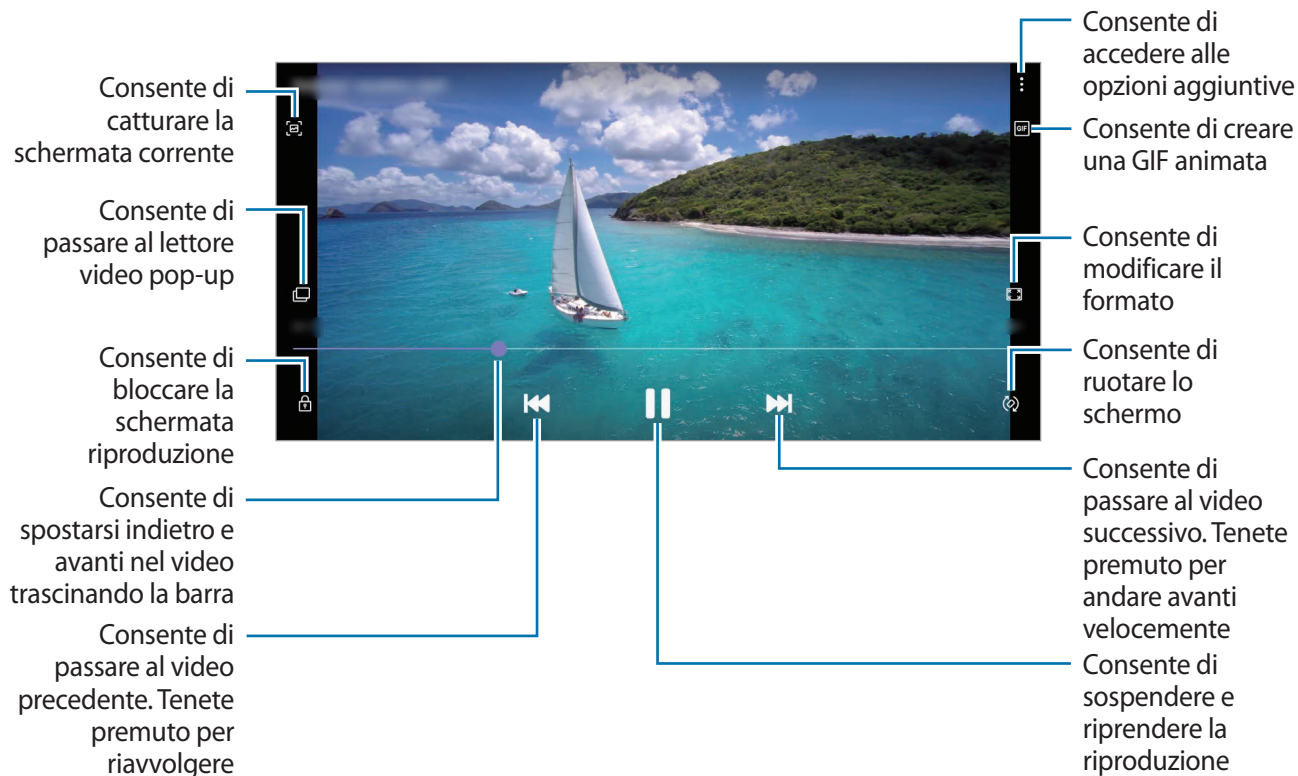 Consente di
catturare la
schermata corrente
Consente di
passare al lettore
video pop-up
Consente di
bloccare la
schermata
riproduzione
Consente di
spostarsi indietro e
avanti nel video
trascinando la barra
Consente di
passare al video
precedente. Tenete
premuto per
riavvolgere
Consente di
accedere alle
opzioni aggiuntive
GIF
Consente di creare
una GIF animata
Consente di
modificare il
formato
Consente di
ruotare lo
schermo
Consente di
passare al video
successivo. Tenete
premuto per
andare avanti
velocemente
Consente di
sospendere e
riprendere la
riproduzione